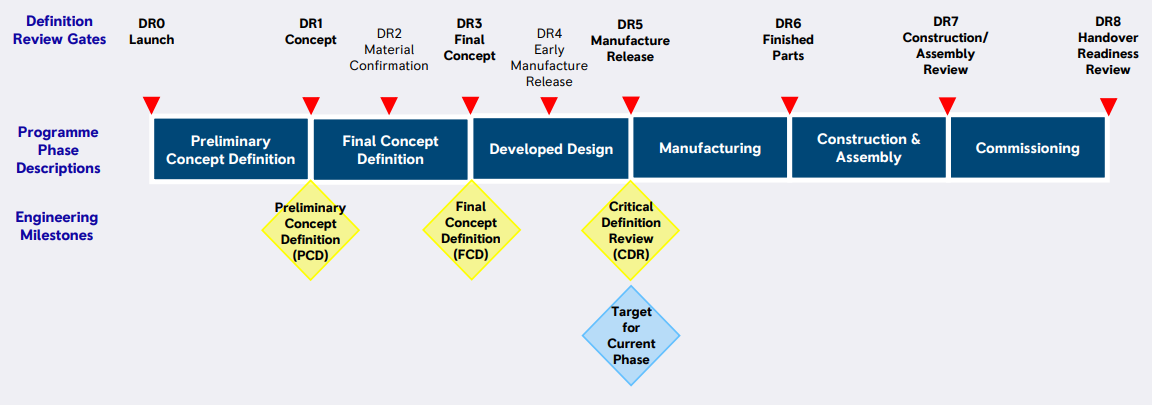 Definition
Review Gates
DR0
Launch
DR1
Concept
DR2
Material
Confirmation
DR3
Final
Concept
DR4
Early
Manufacture
Release
DR5
Manufacture
Release
DR6
Finished
Parts
DR7
Construction/
Assembly
Review
DR8
Handover
Readiness
Review
Programme
Phase
Descriptions
Preliminary
Concept Definition
Final Concept
Definition
Developed Design
Manufacturing
Construction &
Assembly
Commissioning
Engineering
Milestones
Preliminary
Concept
Definition
(PCD)
Final
Concept
Definition
(FCD)
Critical
Definition
Review
(CDR)
Target
for
Current
Phase